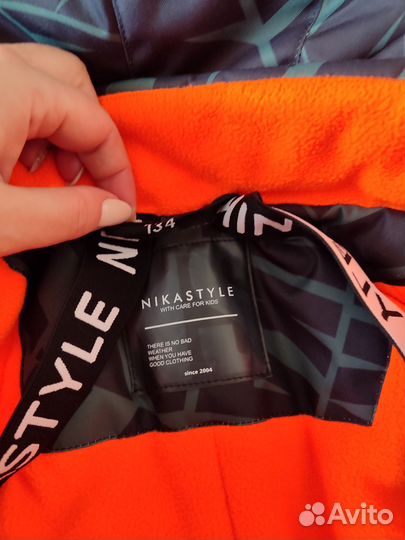 134
NIKASTYLE
WITH CARE FOR KIDS
THERE IS NO BAD
WEATHER
WHEN YOU HAVE
GOOD CLOTHING
since 2004
STYLE NI
Avito